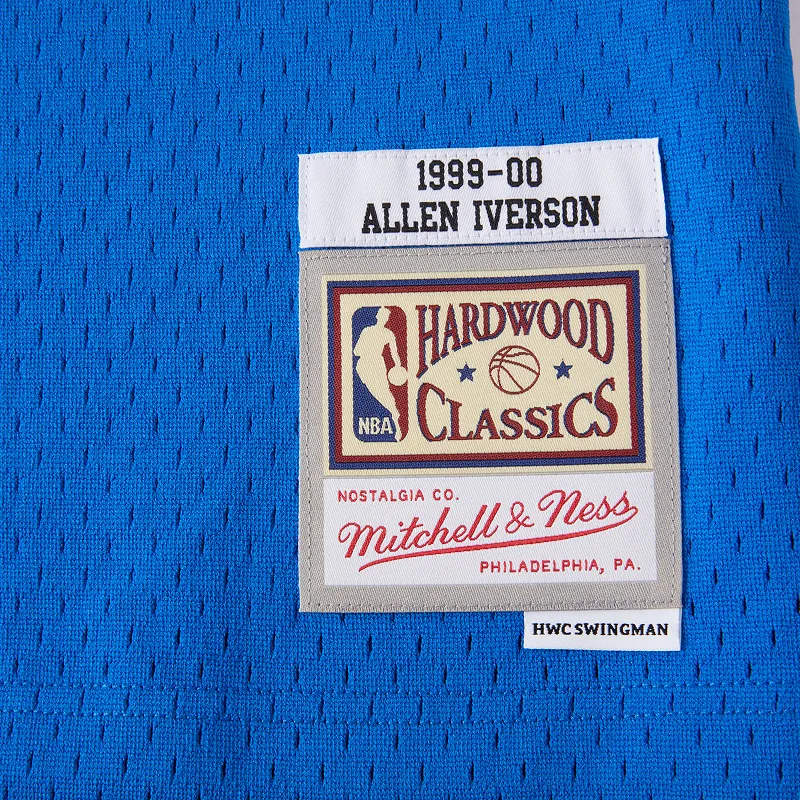 1999-00
ALLEN IVERSON
HARDWOOD
CLASSICS
NBA
NOSTALGIA CO.
Mitchell & Ness
PHILADELPHIA, PA.
HWC SWINGMAN